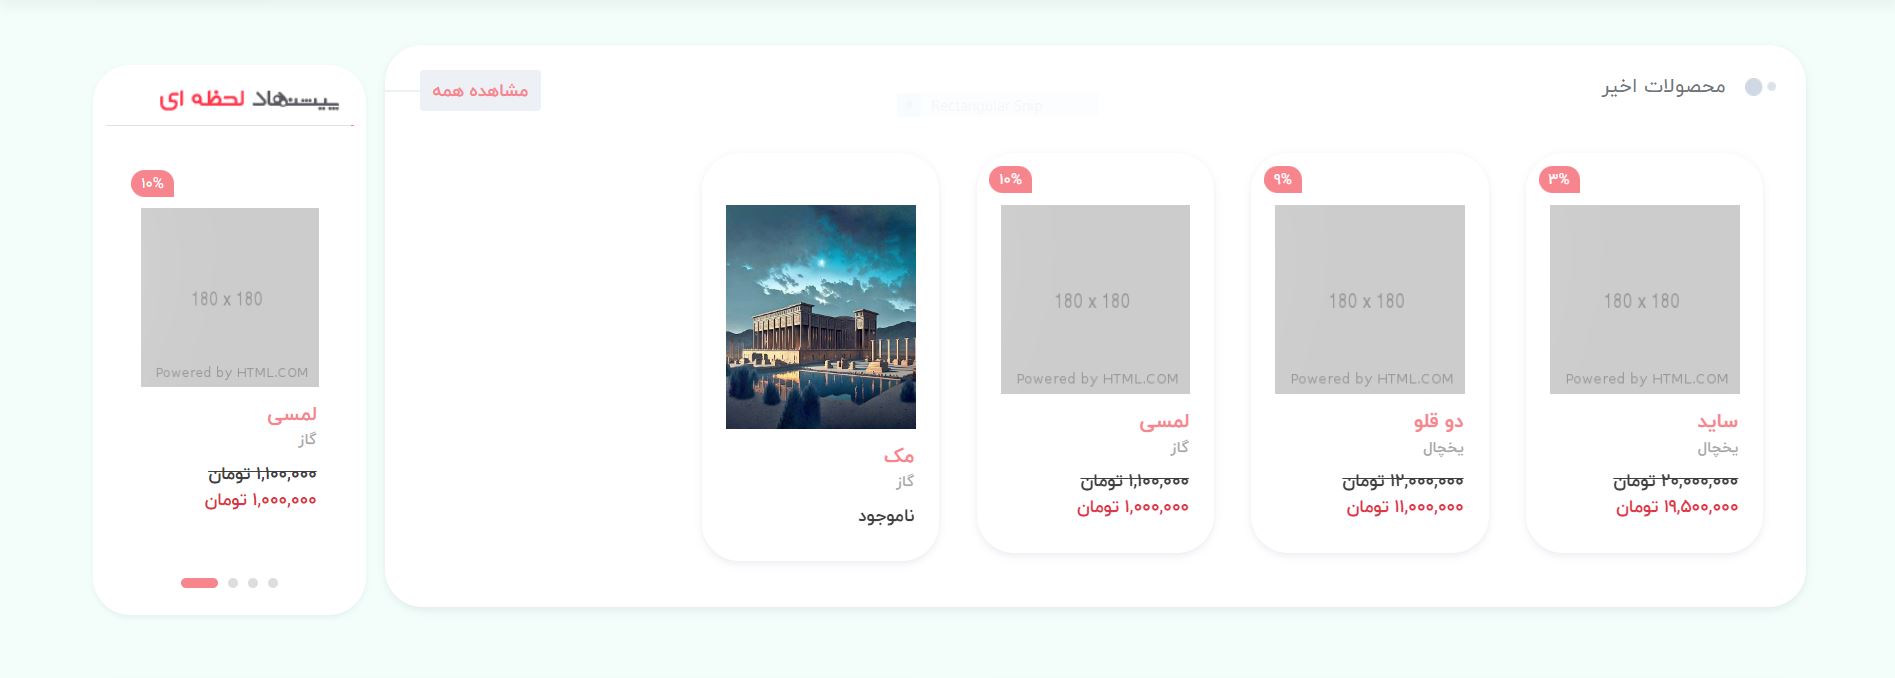 محصولات اخیر
مشاهده همه
Rectangular Snip
۳%
180 x 180
Powered by HTML.COM
ساید
یخچال
۲۰,۰۰۰,۰۰۰ تومان
۱۹,۵۰۰,۰۰۰ تومان
۹%
180 x 180
Powered by HTML.COM
دو قلو
یخچال
۱۲,۰۰۰,۰۰۰ تومان
۱۱,۰۰۰,۰۰۰ تومان
۱۰%
180 x 180
Powered by HTML.COM
لمسی
گاز
۱,۱۰۰,۰۰۰ تومان
۱,۰۰۰,۰۰۰ تومان
مک
گاز
ناموجود
پیسنهاد لحظه ای
۱۰%
180 x 180
Powered by HTML.COM
لمسی
گاز
۱,۱۰۰,۰۰۰ تومان
۱,۰۰۰,۰۰۰ تومان